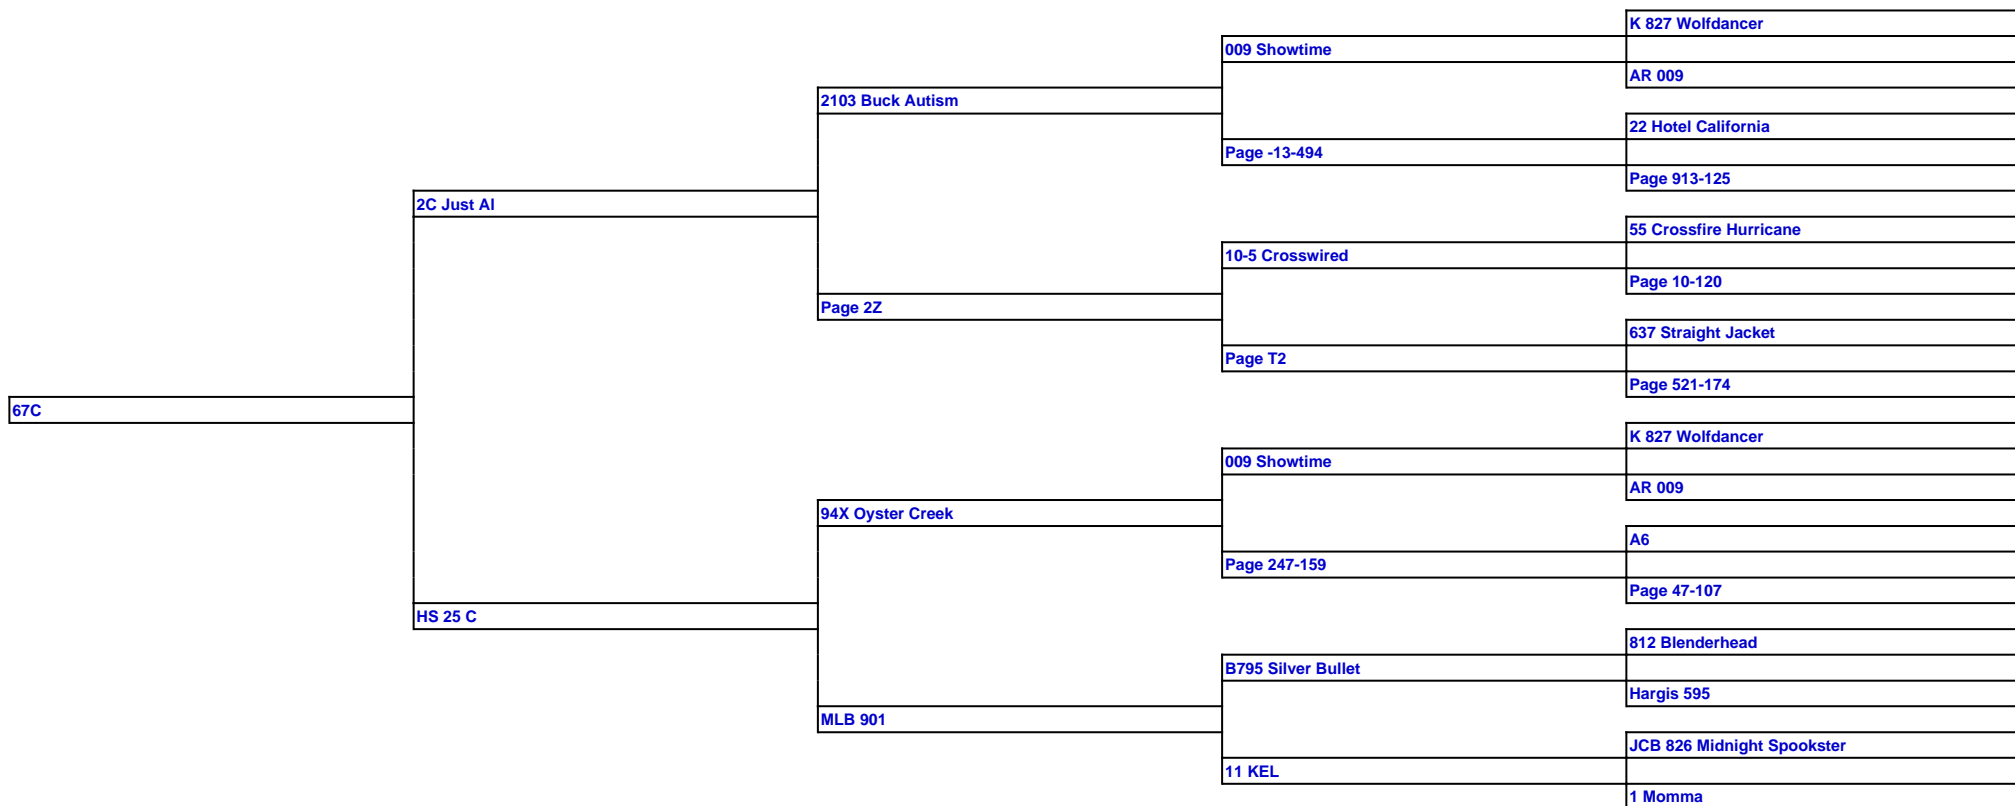 K 827 Wolfdancer
009 Showtime
AR 009
2103 Buck Autism
22 Hotel California
Page -13-494
Page 913-125
2C Just AI
55 Crossfire Hurricane
10-5 Crosswired
Page 10-120
Page 2Z
637 Straight Jacket
Page T2
Page 521-174
67C
K 827 Wolfdancer
009 Showtime
AR 009
94X Oyster Creek
A6
Page 247-159
Page 47-107
HS 25 C
812 Blenderhead
B795 Silver Bullet
Hargis 595
MLB 901
JCB 826 Midnight Spookster
11 KEL
1 Momma